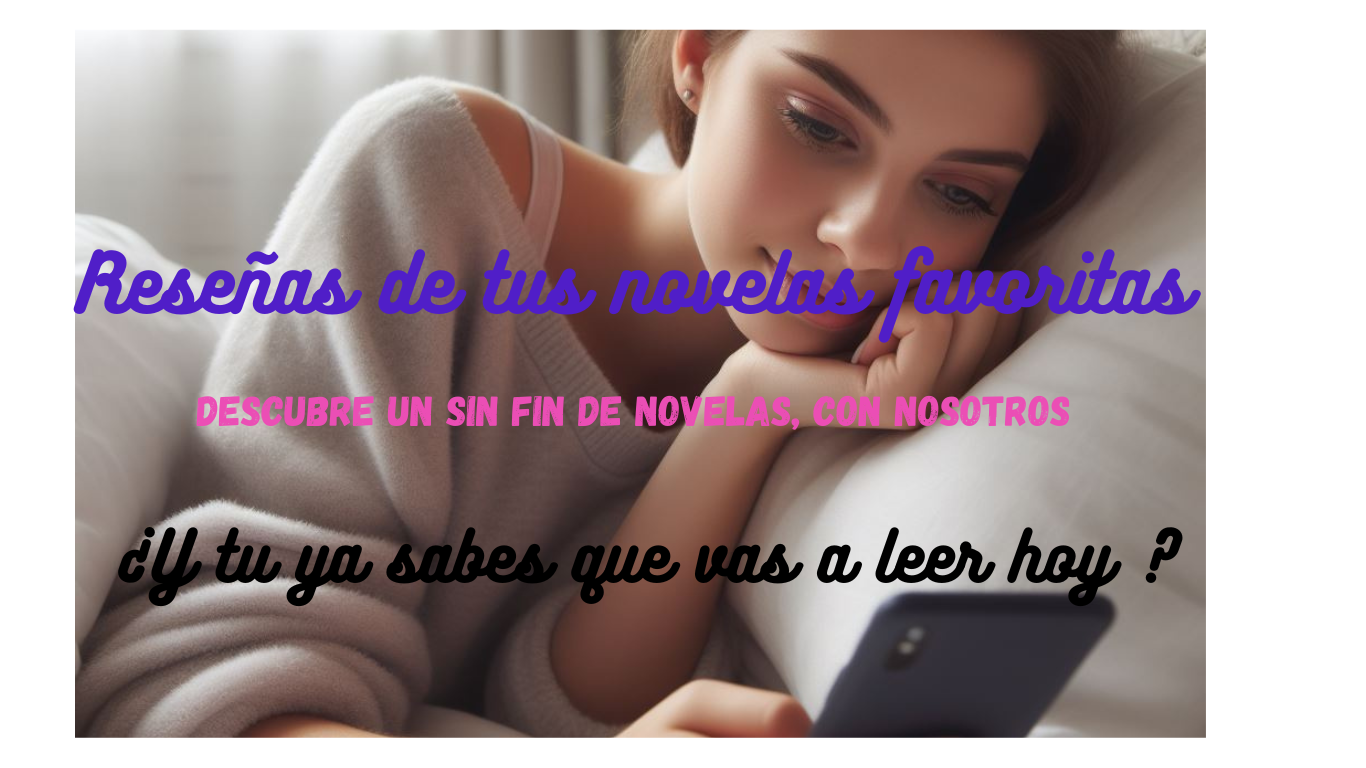 Reseñas de tus novelas favoritas
DESCUBRE UN SIN FIN DE NOVELAS, CON NOSOTROS
¿Y tu ya sabes que vas a leer hoy ?